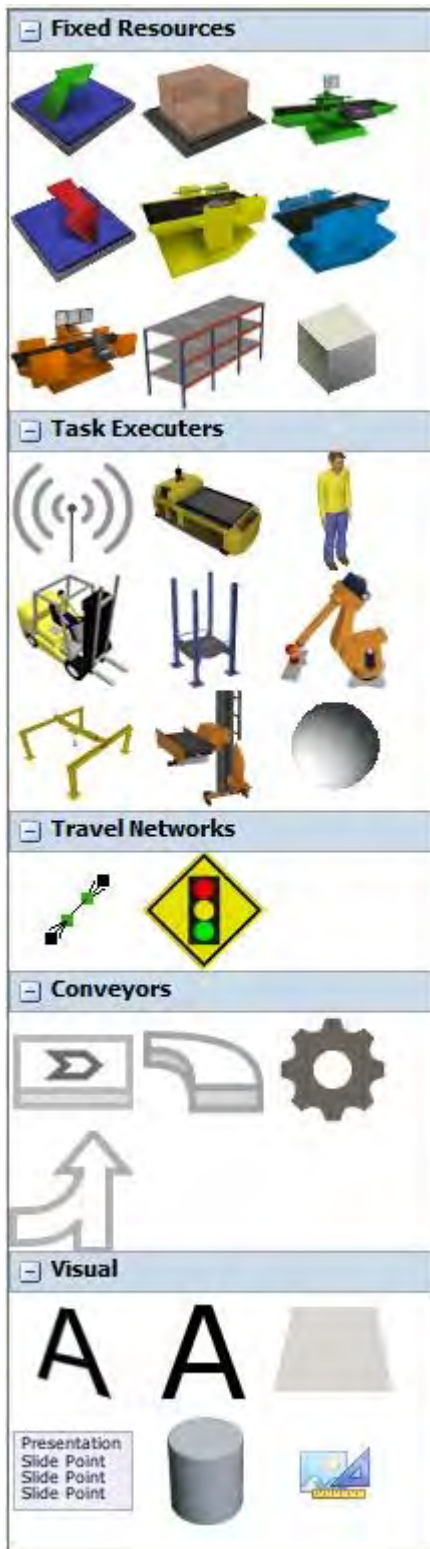 Fixed Resources
Task Executers
Travel Networks
Conveyors
Visual
A
A
Presentation
Slide Point
Slide Point
Slide Point